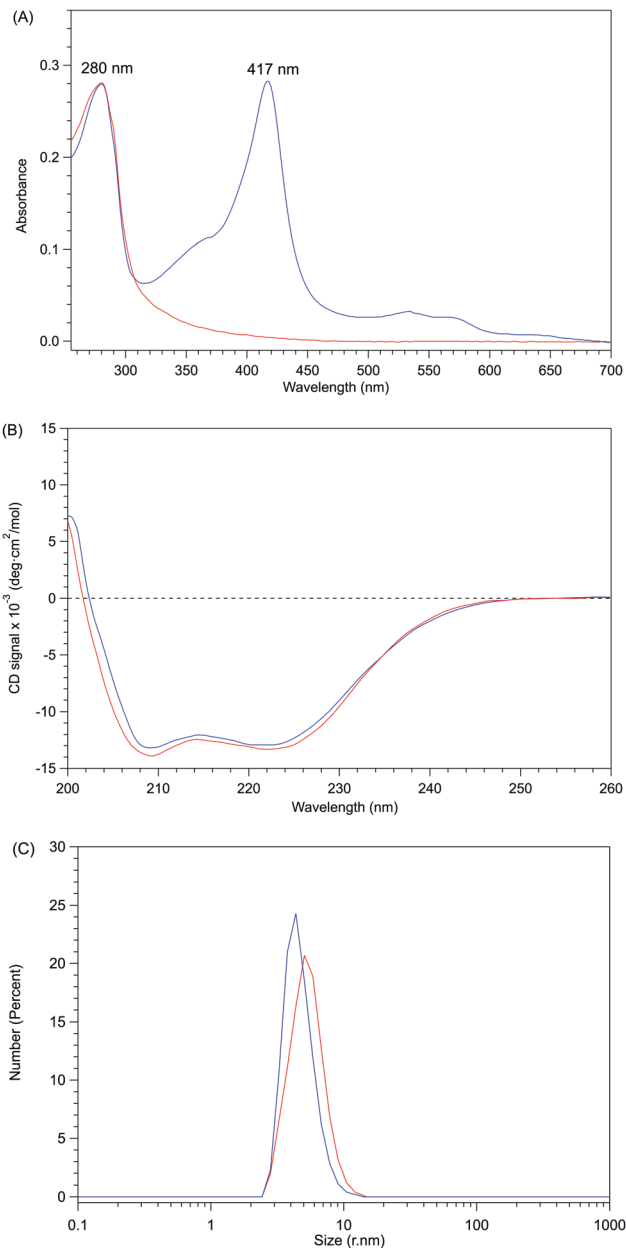 (A)
280 nm
417 nm
0.3
0.2
0.1
0.0
Absorbance
300 350 400 450 500 550 600 650 700
Wavelength (nm)
(B)
15
10
5
0
-5
-10
-15
CD signal x 10⁻³ (deg·cm²/mol)
200 210 220 230 240 250 260
Wavelength (nm)
(C)
30
25
20
15
10
5
0
Number (Percent)
0.1 1 10 100 1000
Size (r.nm)